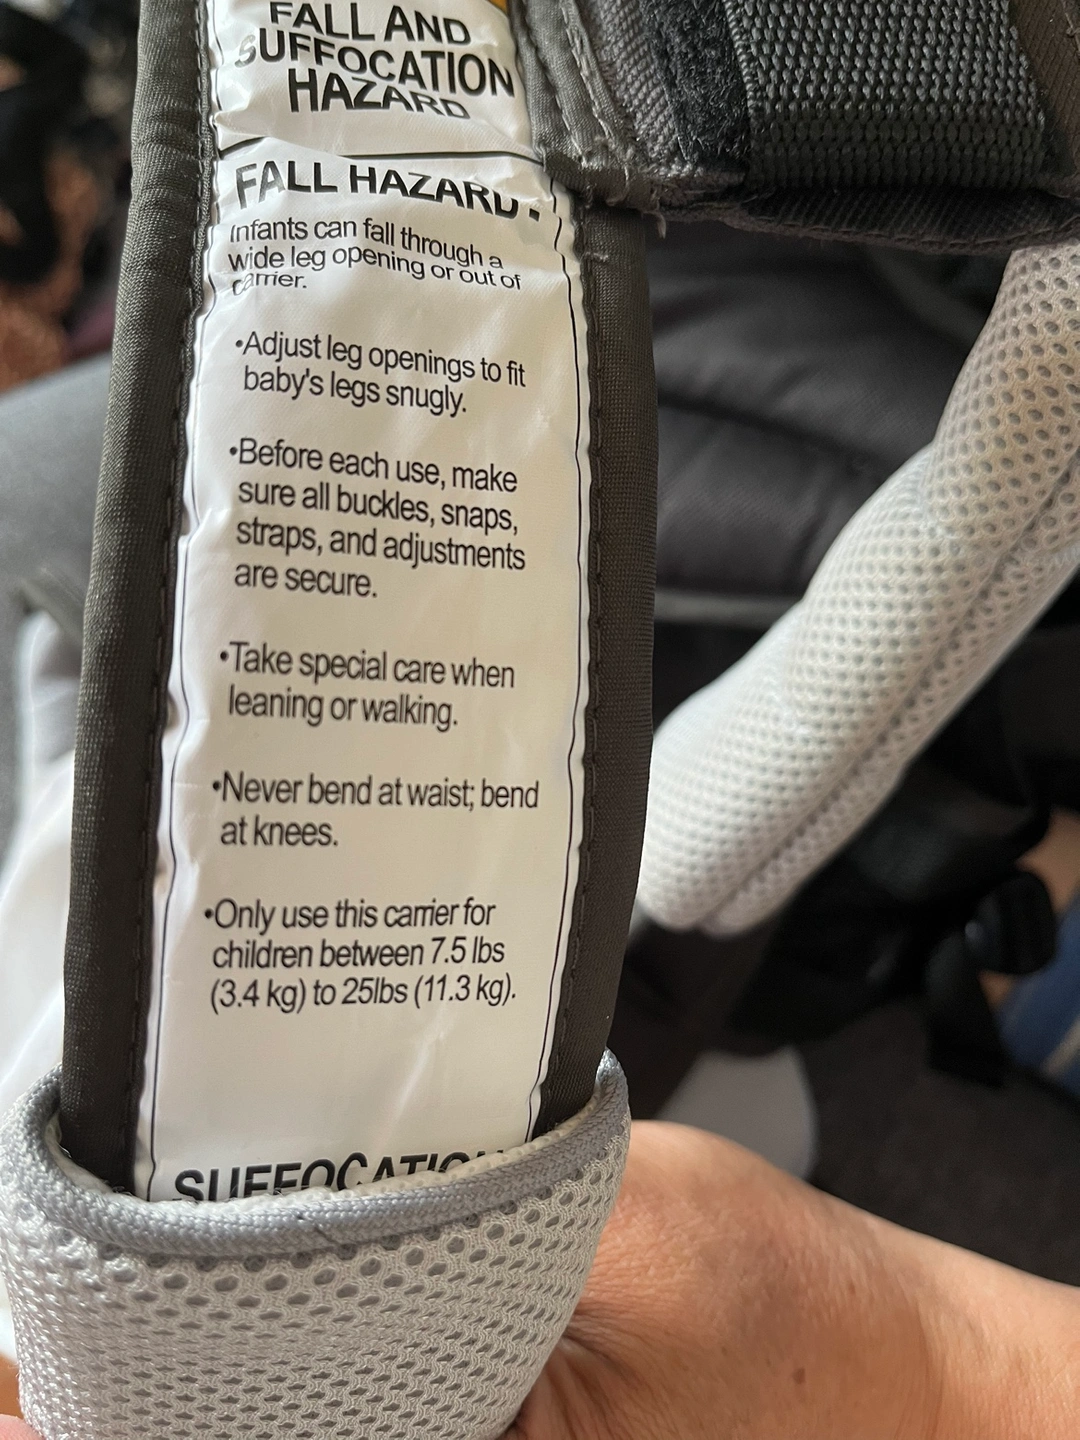 FALL AND
SUFFOCATION
HAZARD
FALL HAZARD -
Infants can fall through a
wide leg opening or out of
carrier.
•Adjust leg openings to fit
baby's legs snugly.
•Before each use, make
sure all buckles, snaps,
straps, and adjustments
are secure.
•Take special care when
leaning or walking.
•Never bend at waist; bend
at knees.
•Only use this carrier for
children between 7.5 lbs
(3.4 kg) to 25lbs (11.3 kg).
SUFFOCATION